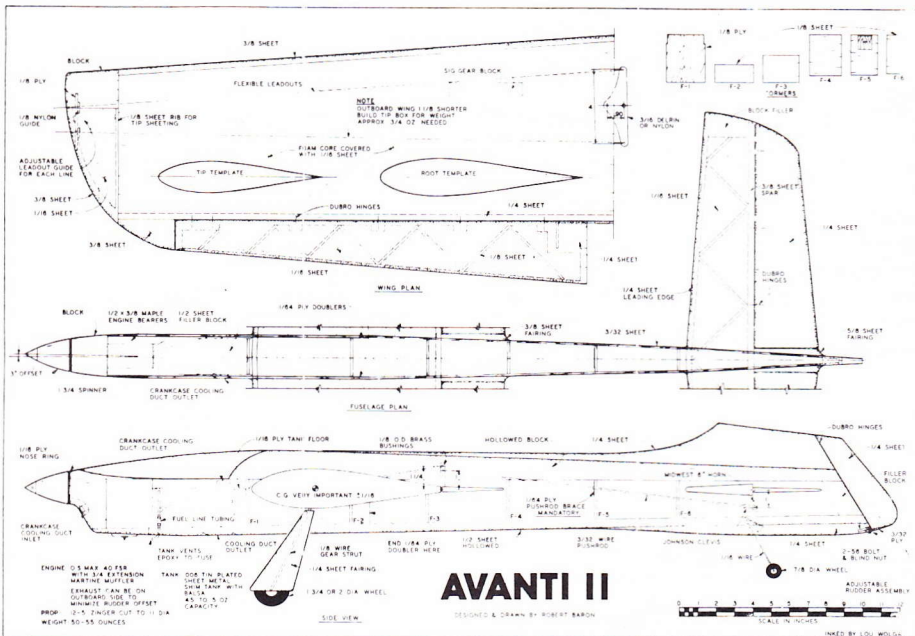 3/8 SHEET
BLOCK
1/8 PLY
1/8 NYLON
GUIDE
ADJUSTABLE
LEADOUT GUIDE
FOR EACH LINE
3/8 SHEET
1/16 SHEET
3/8 SHEET
FLEXIBLE LEADOUTS
1/8 SHEET RIB FOR
TIP SHEETING
NOTE
OUTBOARD WING 1 1/8 SHORTER
BUILD TIP BOX FOR WEIGHT
APPROX 3/4 OZ NEEDED
SIG GEAR BLOCK
4
3/16 DELRIN
OR NYLON
FOAM CORE COVERED
WITH 1/16 SHEET
TIP TEMPLATE
ROOT TEMPLATE
DUBRO HINGES
1/4 SHEET
1/16 SHEET
1/16 SHEET
1/4 SHEET
WING PLAN
1/8 PLY
1/8 SHEET
F-1
F-2
F-3
F-4
F-5
F-6
FORMERS
BLOCK FILLER
1/16 SHEET
3/8 SHEET
SPAR
1/4 SHEET
DUBRO
HINGES
1/4 SHEET
LEADING EDGE
BLOCK
1/2 x 3/8 MAPLE
ENGINE BEARERS
1/2 SHEET
FILLER BLOCK
1/64 PLY DOUBLERS
3/8 SHEET
FAIRING
3/32 SHEET
5/8 SHEET
FAIRING
3° OFFSET
1 3/4 SPINNER
CRANKCASE COOLING
DUCT OUTLET
FUSELAGE PLAN
1/16 PLY
NOSE RING
CRANKCASE COOLING
DUCT OUTLET
1/16 PLY TANK FLOOR
1/8 O.D. BRASS
BUSHINGS
HOLLOWED BLOCK
1/4 SHEET
DUBRO HINGES
1/4 SHEET
FILLER
BLOCK
1/4
C.G. VERY IMPORTANT
MIDWEST 6° HORN
1/64 PLY
PUSHROD BRACE
MANDATORY
FUEL LINE TUBING
F-1
F-2
F-3
F-4
F-5
F-6
CRANKCASE
COOLING DUCT
INLET
TANK VENTS
EPOXY TO FUSE
COOLING DUCT
OUTLET
1/8 WIRE
GEAR STRUT
END 1/64 PLY
DOUBLER HERE
1/2 SHEET
HOLLOWED
3/32 WIRE
PUSHROD
JOHNSON CLEVIS
1/16 WIRE
1/4 SHEET
3/32
PLY
2-56 BOLT
& BLIND NUT
7/8 DIA WHEEL
1/4 SHEET FAIRING
1 3/4 OR 2 DIA WHEEL
ENGINE O.S MAX 40 FSR
WITH 3/4 EXTENSION
MARTINE MUFFLER
EXHAUST CAN BE ON
OUTBOARD SIDE TO
MINIMIZE RUDDER OFFSET
PROP 12-5 ZINGER CUT TO 11 DIA
WEIGHT 50-55 OUNCES
TANK .008 TIN PLATED
SHEET METAL
SHIM TANK WITH
BALSA
4.5 TO 5 OZ
CAPACITY
SIDE VIEW
AVANTI II
DESIGNED & DRAWN BY ROBERT BARON
ADJUSTABLE
RUDDER ASSEMBLY
SCALE IN INCHES
INKED BY LOU